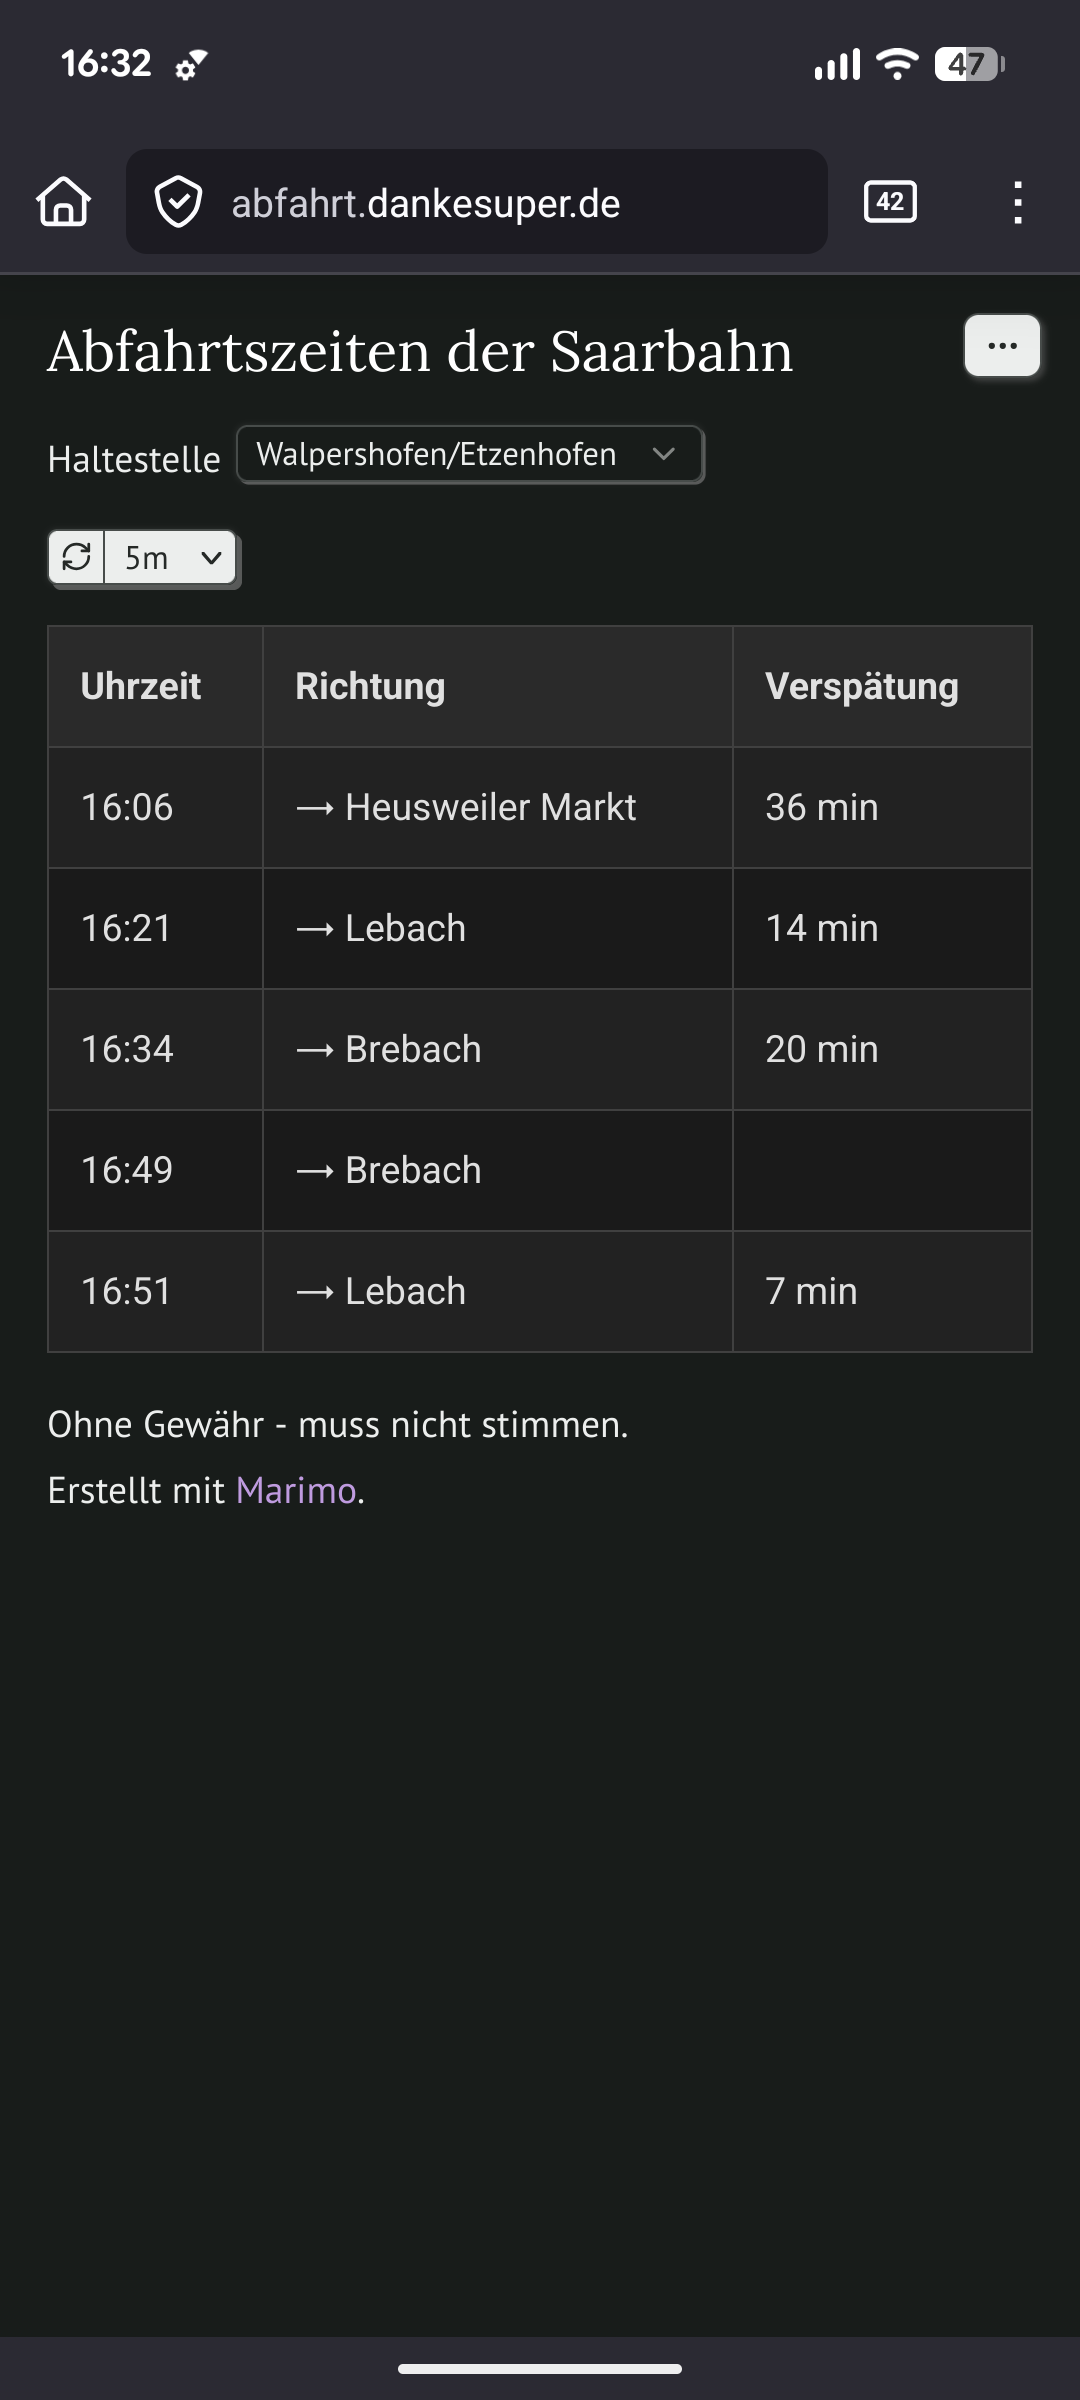 16:32 47
abfahrt.dankesuper.de 42
Abfahrtszeiten der Saarbahn
Haltestelle Walpershofen/Etzenhofen
5m
Uhrzeit Richtung Verspätung
16:06 → Heusweiler Markt 36 min
16:21 → Lebach 14 min
16:34 → Brebach 20 min
16:49 → Brebach
16:51 → Lebach 7 min
Ohne Gewähr - muss nicht stimmen.
Erstellt mit Marimo.